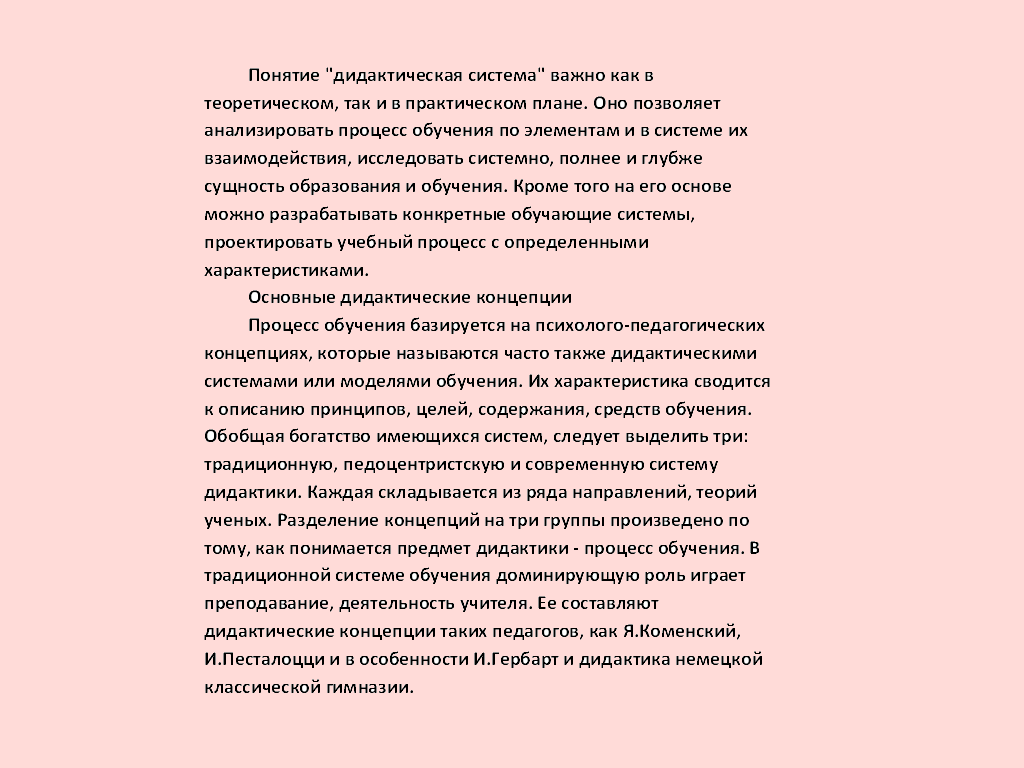 Понятие "дидактическая система" важно как в
теоретическом, так и в практическом плане. Оно позволяет
анализировать процесс обучения по элементам и в системе их
взаимодействия, исследовать системно, полнее и глубже
сущность образования и обучения. Кроме того на его основе
можно разрабатывать конкретные обучающие системы,
проектировать учебный процесс с определенными
характеристиками.
Основные дидактические концепции
Процесс обучения базируется на психолого-педагогических
концепциях, которые называются часто также дидактическими
системами или моделями обучения. Их характеристика сводится
к описанию принципов, целей, содержания, средств обучения.
Обобщая богатство имеющихся систем, следует выделить три:
традиционную, педоцентристскую и современную систему
дидактики. Каждая складывается из ряда направлений, теорий
ученых. Разделение концепций на три группы произведено по
тому, как понимается предмет дидактики - процесс обучения. В
традиционной системе обучения доминирующую роль играет
преподавание, деятельность учителя. Ее составляют
дидактические концепции таких педагогов, как Я.Коменский,
И.Песталоцци и в особенности И.Гербарт и дидактика немецкой
классической гимназии.